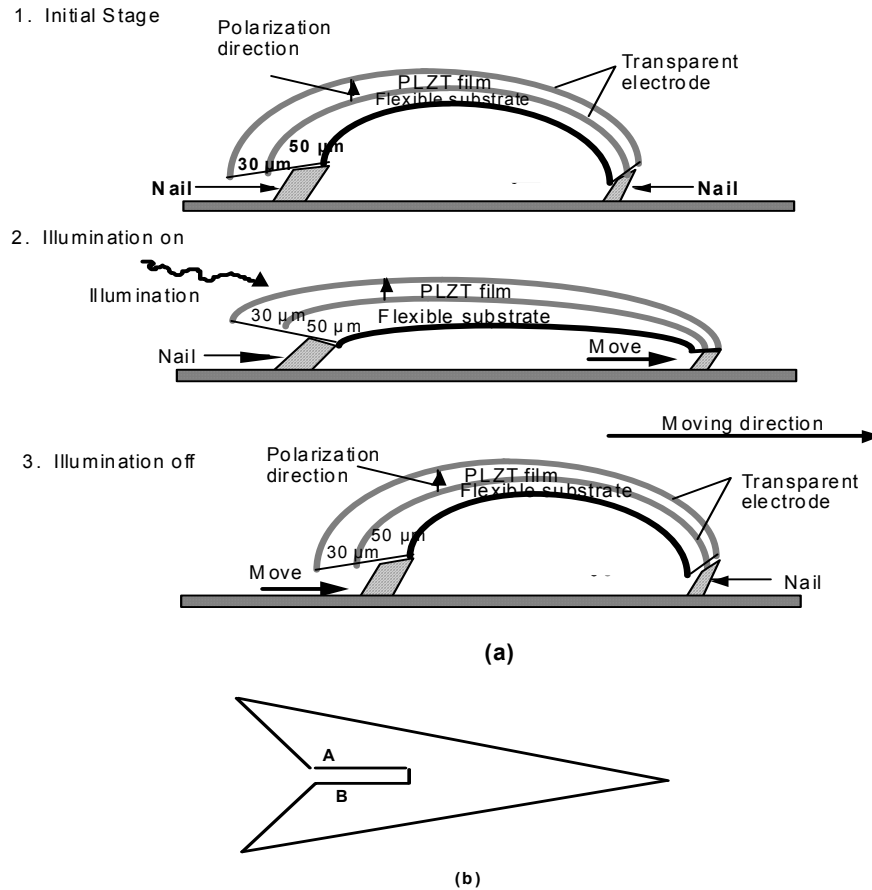 1. Initial Stage
Polarization
direction
Transparent
electrode
PLZT film
Flexible substrate
50 µm
30 µm
Nail
Nail
2. Illumination on
Illumination
PLZT film
30 µm
50 µm
Flexible substrate
Nail
Move
Moving direction
3. Illumination off
Polarization
direction
PLZT film
Flexible substrate
Transparent
electrode
50 µm
30 µm
Move
Nail
(a)
A
B
(b)